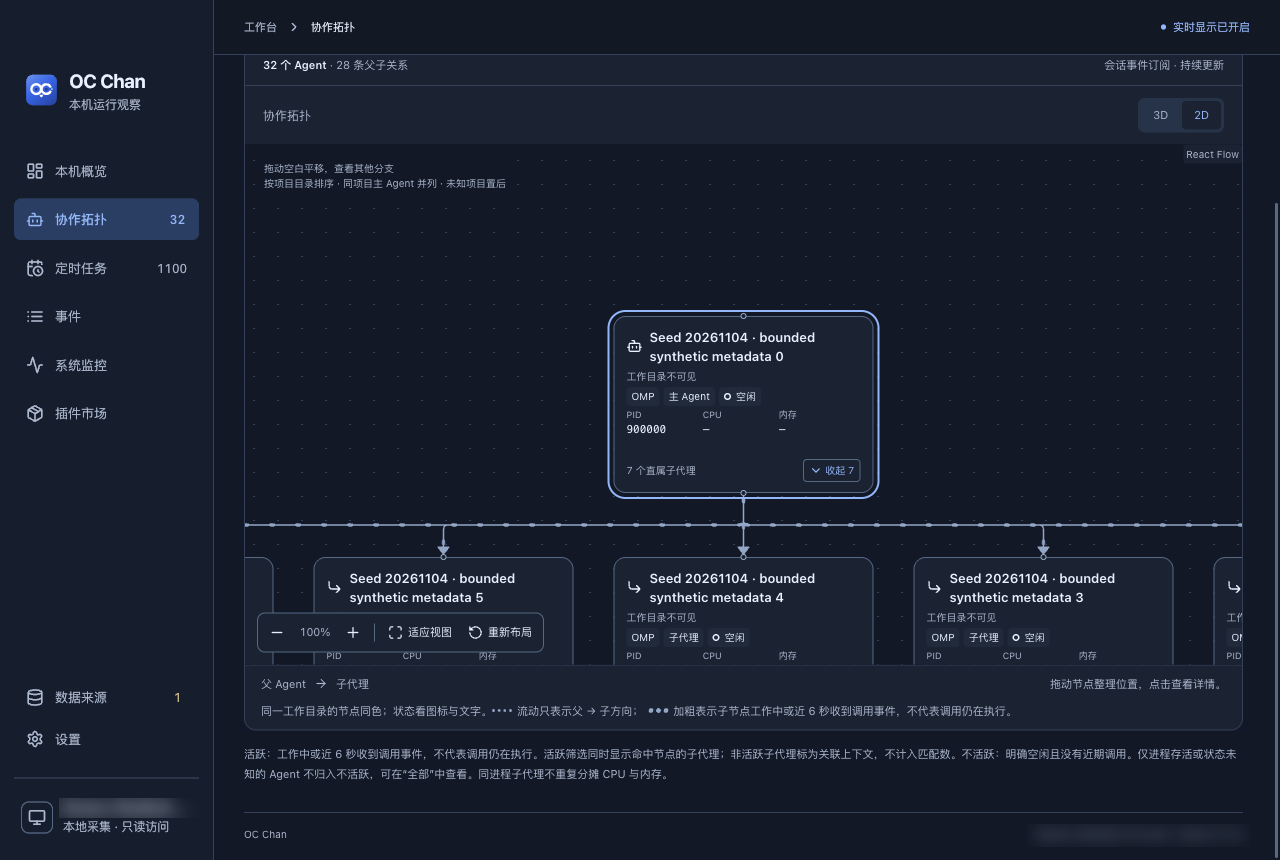 工作台 > 协作拓扑
实时显示已开启
OC Chan
本机运行观察
本机概览
协作拓扑 32
定时任务 1100
事件
系统监控
插件市场
数据来源 1
设置
本地采集 · 只读访问
32 个 Agent · 28 条父子关系
会话事件订阅 · 持续更新
协作拓扑
3D 2D
React Flow
拖动空白平移，查看其他分支
按项目目录排序 · 同项目主 Agent 并列 · 未知项目置后
Seed 20261104 · bounded
synthetic metadata 0
工作目录不可见
OMP 主 Agent 空闲
PID CPU 内存
900000 — —
7 个直属子代理 收起 7
Seed 20261104 · bounded
synthetic metadata 5
PID CPU 内存
Seed 20261104 · bounded
synthetic metadata 4
工作目录不可见
OMP 子代理 空闲
PID CPU 内存
Seed 20261104 · bounded
synthetic metadata 3
工作目录不可见
OMP 子代理 空闲
PID CPU 内存
PID
100% 适应视图 重新布局
父 Agent → 子代理
拖动节点整理位置，点击查看详情。
同一工作目录的节点同色；状态看图标与文字。•••• 流动只表示父 → 子方向； ●●● 加粗表示子节点工作中或近 6 秒收到调用事件，不代表调用仍在执行。
活跃：工作中或近 6 秒收到调用事件，不代表调用仍在执行。活跃筛选同时显示命中节点的子代理；非活跃子代理标为关联上下文，不计入匹配数。不活跃：明确空闲且没有近期调用。仅进程存活或状态未
知的 Agent 不归入不活跃，可在“全部”中查看。同进程子代理不重复分摊 CPU 与内存。
OC Chan